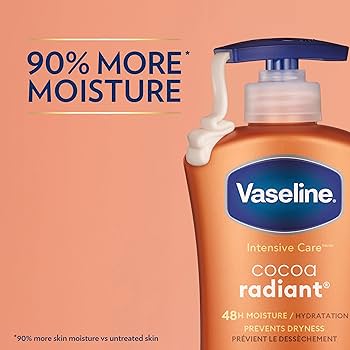 90% MORE*
MOISTURE
Vaseline®
Intensive Care
cocoa
radiant®
48H MOISTURE / HYDRATATION
PREVENTS DRYNESS
PRÉVIENT LE DESSÈCHEMENT
*90% more skin moisture vs untreated skin